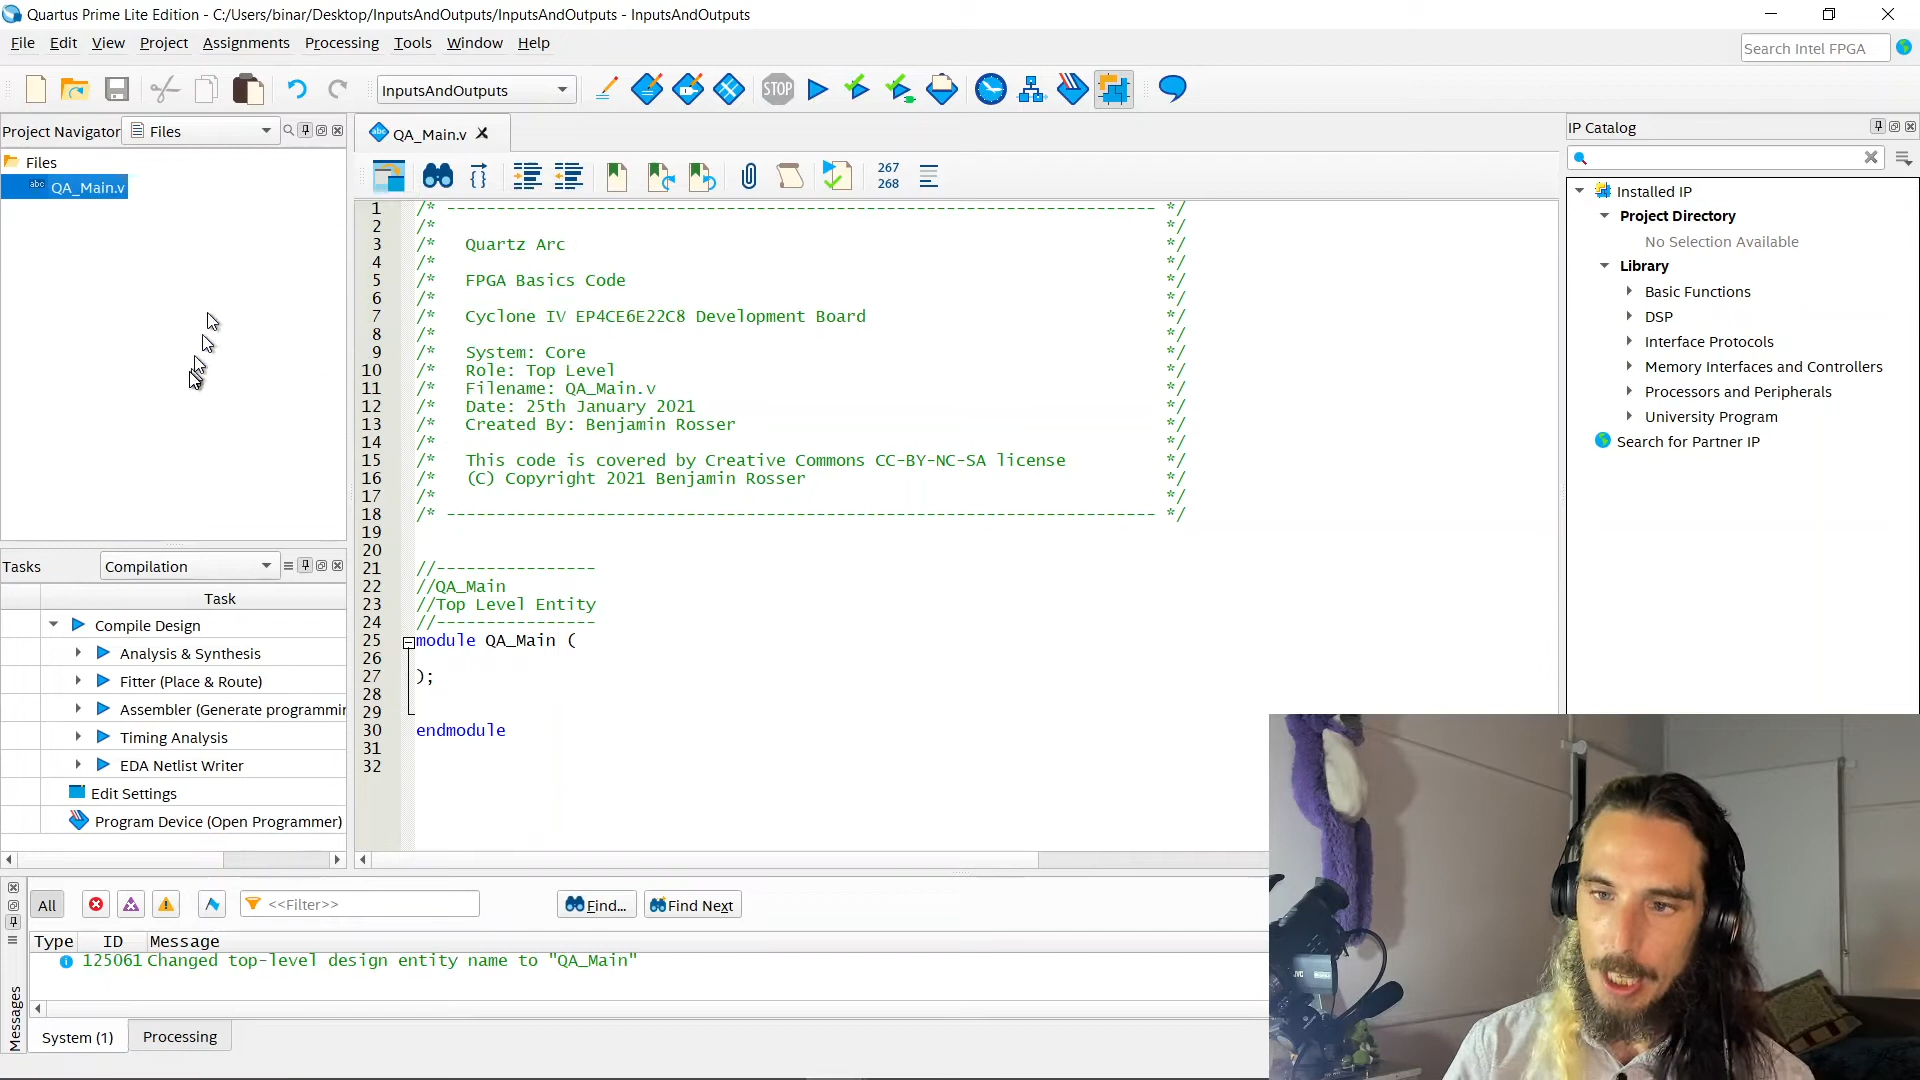 Quartus Prime Lite Edition - C:/Users/binar/Desktop/InputsAndOutputs/InputsAndOutputs - InputsAndOutputs
File Edit View Project Assignments Processing Tools Window Help
Search Intel FPGA
InputsAndOutputs
STOP
Project Navigator Files
Files
abc QA_Main.v
Tasks Compilation
Task
Compile Design
Analysis & Synthesis
Fitter (Place & Route)
Assembler (Generate programmin
Timing Analysis
EDA Netlist Writer
Edit Settings
Program Device (Open Programmer)
abc QA_Main.v
267
268
1 /* ----------------------------------------------------------------------- */
2 /* */
3 /* Quartz Arc */
4 /* */
5 /* FPGA Basics Code */
6 /* */
7 /* Cyclone IV EP4CE6E22C8 Development Board */
8 /* */
9 /* System: Core */
10 /* Role: Top Level */
11 /* Filename: QA_Main.v */
12 /* Date: 25th January 2021 */
13 /* Created By: Benjamin Rosser */
14 /* */
15 /* This code is covered by Creative Commons CC-BY-NC-SA license */
16 /* (C) Copyright 2021 Benjamin Rosser */
17 /* */
18 /* ----------------------------------------------------------------------- */
19
20
21 //----------------
22 //QA_Main
23 //Top Level Entity
24 //----------------
25 module QA_Main (
26
27 );
28
29
30 endmodule
31
32
IP Catalog
Installed IP
Project Directory
No Selection Available
Library
Basic Functions
DSP
Interface Protocols
Memory Interfaces and Controllers
Processors and Peripherals
University Program
Search for Partner IP
All <<Filter>> Find... Find Next
Type ID Message
125061 Changed top-level design entity name to "QA_Main"
Messages
System (1) Processing
JVC